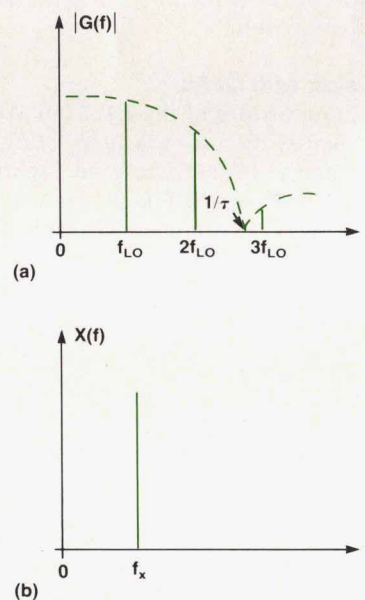 |G(f)|
1/τ
0 f_LO 2f_LO 3f_LO
(a)
X(f)
0 f_x
(b)